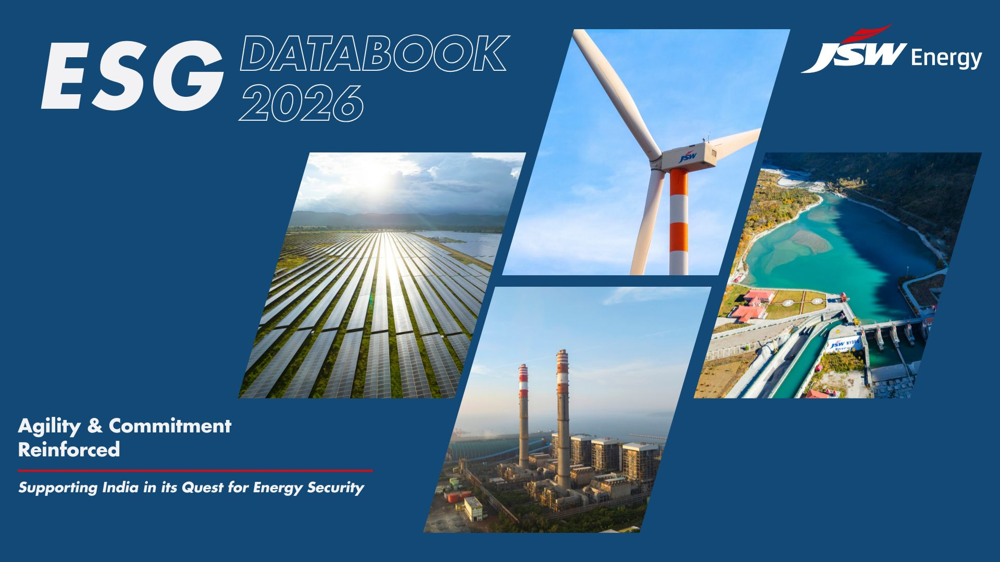 ESG DATABOOK
2026
JSW Energy
JSW
JSW HYDRO
Energy
H
H
Agility & Commitment
Reinforced
Supporting India in its Quest for Energy Security